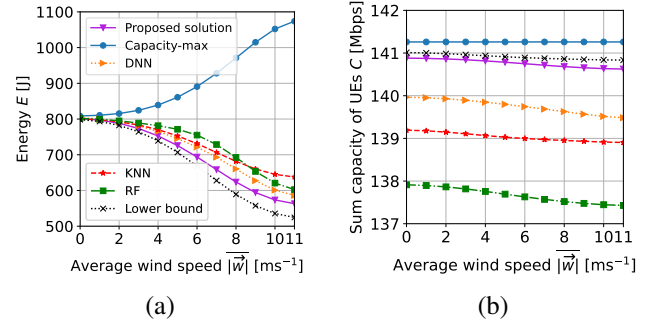 1100
1000
900
800
700
600
500
Energy E [J]
Proposed solution
Capacity-max
DNN
KNN
RF
Lower bound
0 2 4 6 8 1011
Average wind speed |w⃗| [ms⁻¹]
(a)
142
141
140
139
138
137
Sum capacity of UEs C [Mbps]
0 2 4 6 8 1011
Average wind speed |w⃗| [ms⁻¹]
(b)